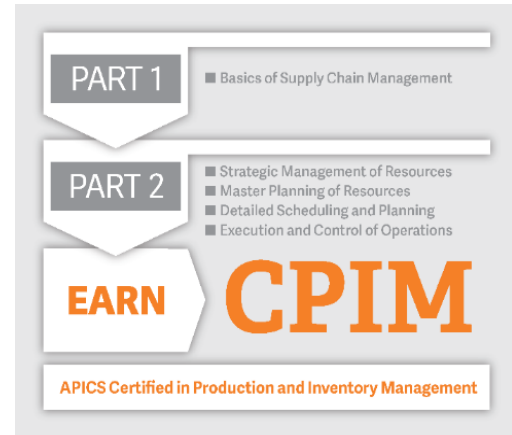 PART 1
■ Basics of Supply Chain Management
PART 2
■ Strategic Management of Resources
■ Master Planning of Resources
■ Detailed Scheduling and Planning
■ Execution and Control of Operations
EARN
CPIM
APICS Certified in Production and Inventory Management